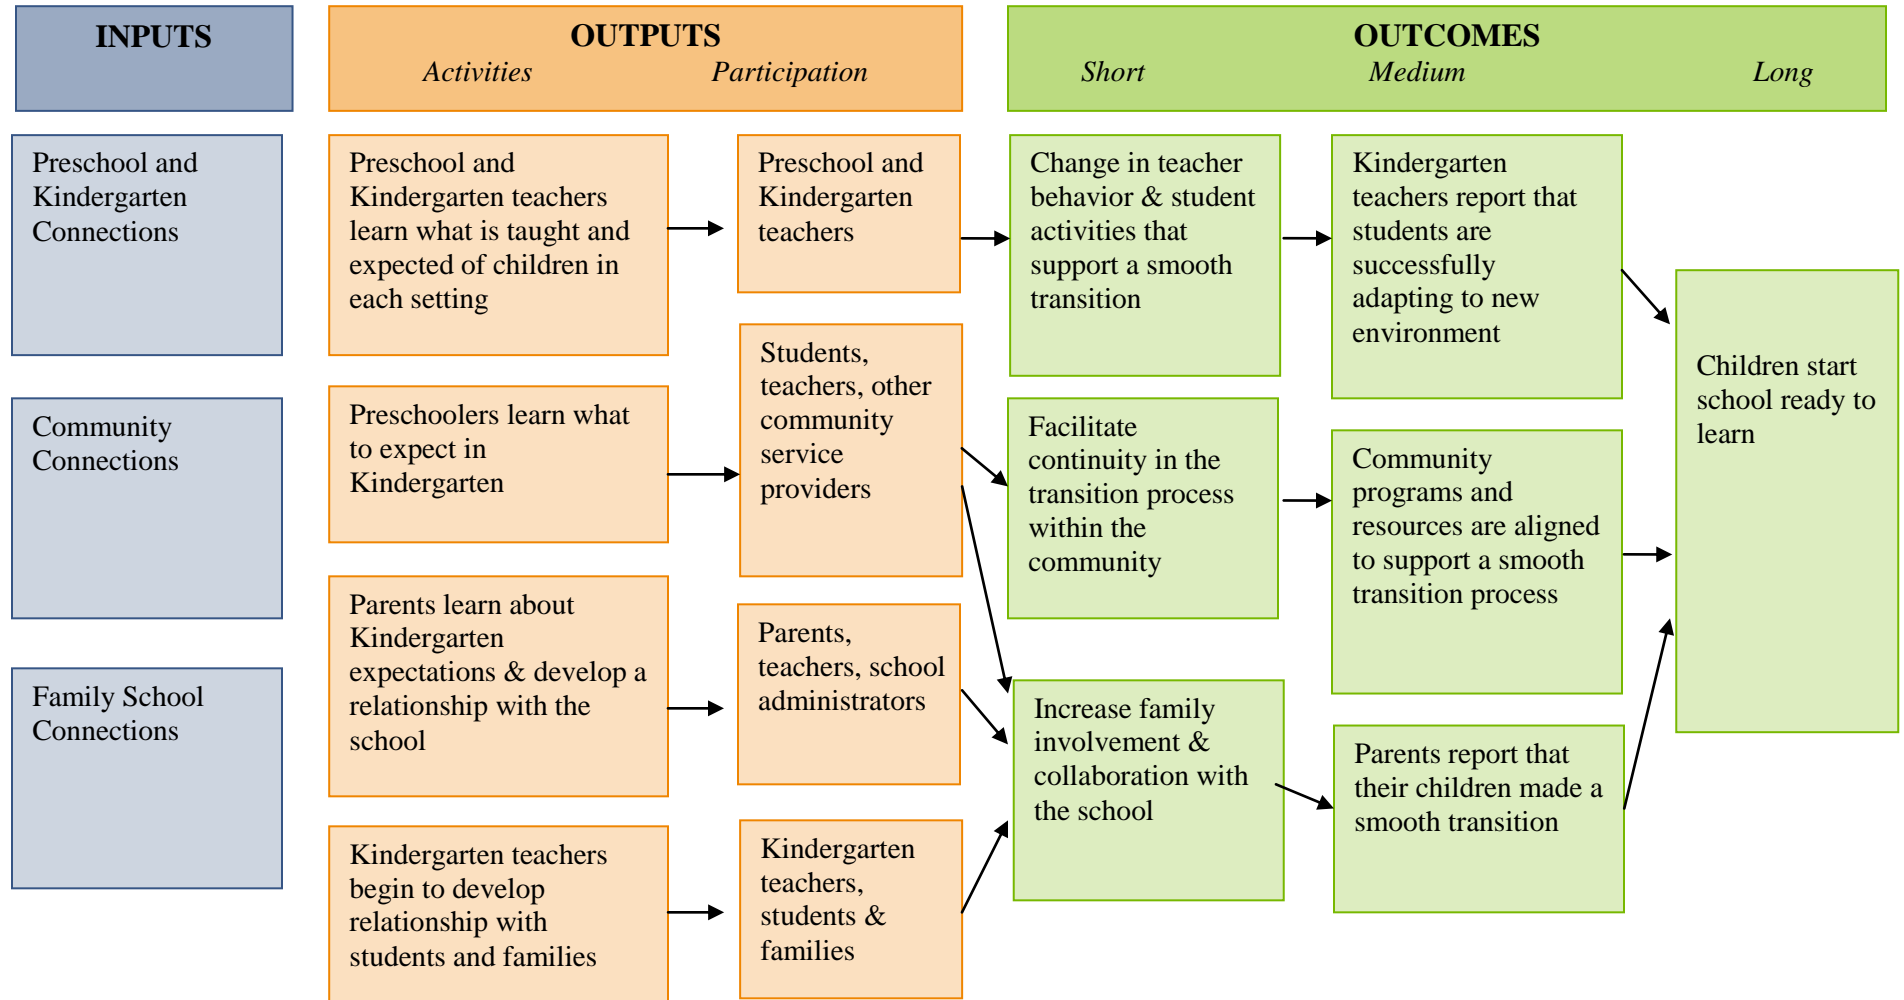 INPUTS
OUTPUTS
Activities Participation
OUTCOMES
Short Medium Long
Preschool and
Kindergarten
Connections
Community
Connections
Family School
Connections
Preschool and
Kindergarten teachers
learn what is taught and
expected of children in
each setting
Preschoolers learn what
to expect in
Kindergarten
Parents learn about
Kindergarten
expectations & develop a
relationship with the
school
Kindergarten teachers
begin to develop
relationship with
students and families
Preschool and
Kindergarten
teachers
Students,
teachers, other
community
service
providers
Parents,
teachers, school
administrators
Kindergarten
teachers,
students &
families
Change in teacher
behavior & student
activities that
support a smooth
transition
Facilitate
continuity in the
transition process
within the
community
Increase family
involvement &
collaboration with
the school
Kindergarten
teachers report that
students are
successfully
adapting to new
environment
Community
programs and
resources are aligned
to support a smooth
transition process
Parents report that
their children made a
smooth transition
Children start
school ready to
learn